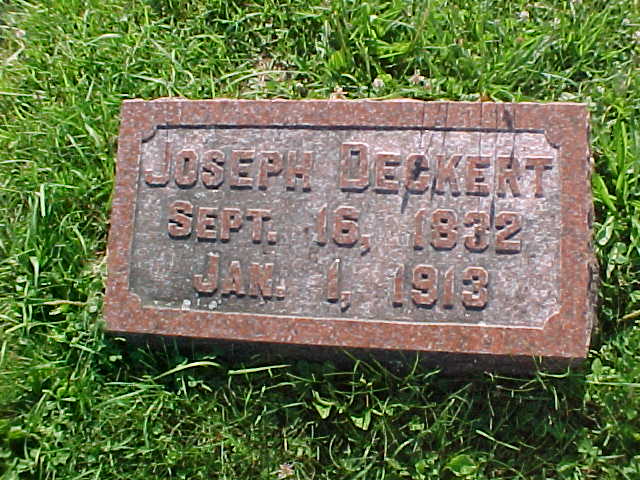 JOSEPH DECKERT
SEPT. 16, 1832
JAN. 1, 1913